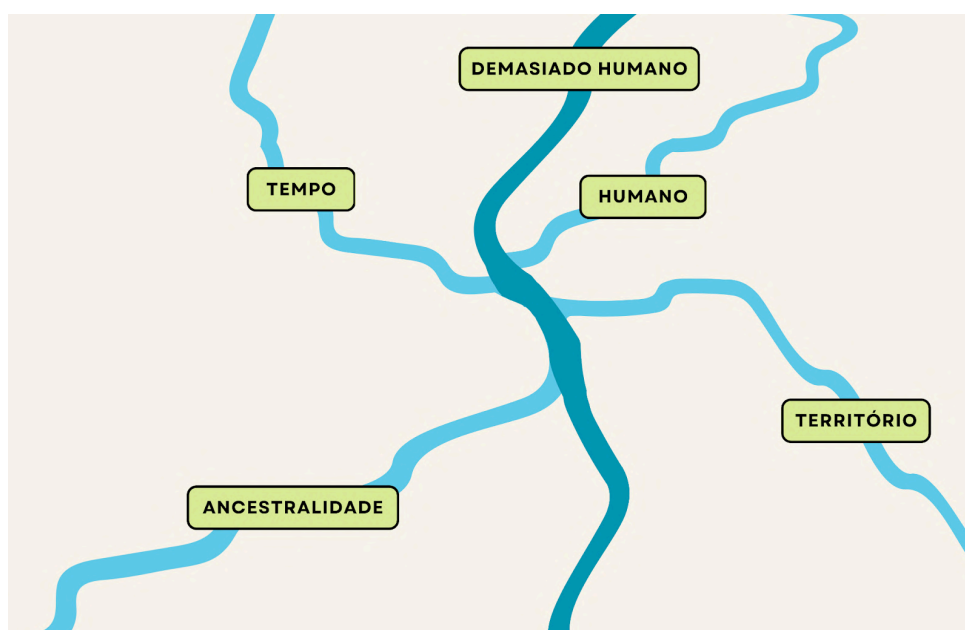 DEMASIADO HUMANO
TEMPO
HUMANO
TERRITÓRIO
ANCESTRALIDADE